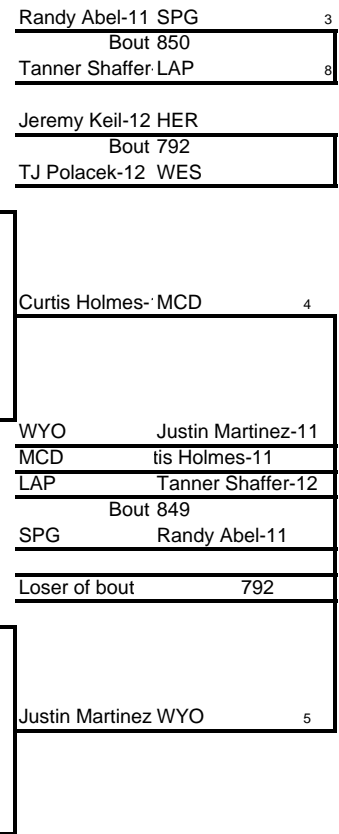 Randy Abel-11 SPG 3
Bout 850
Tanner Shaffer- LAP 8
Jeremy Keil-12 HER
Bout 792
TJ Polacek-12 WES
Curtis Holmes- MCD 4
WYO Justin Martinez-11
MCD tis Holmes-11
LAP Tanner Shaffer-12
Bout 849
SPG Randy Abel-11
Loser of bout 792
Justin Martinez WYO 5